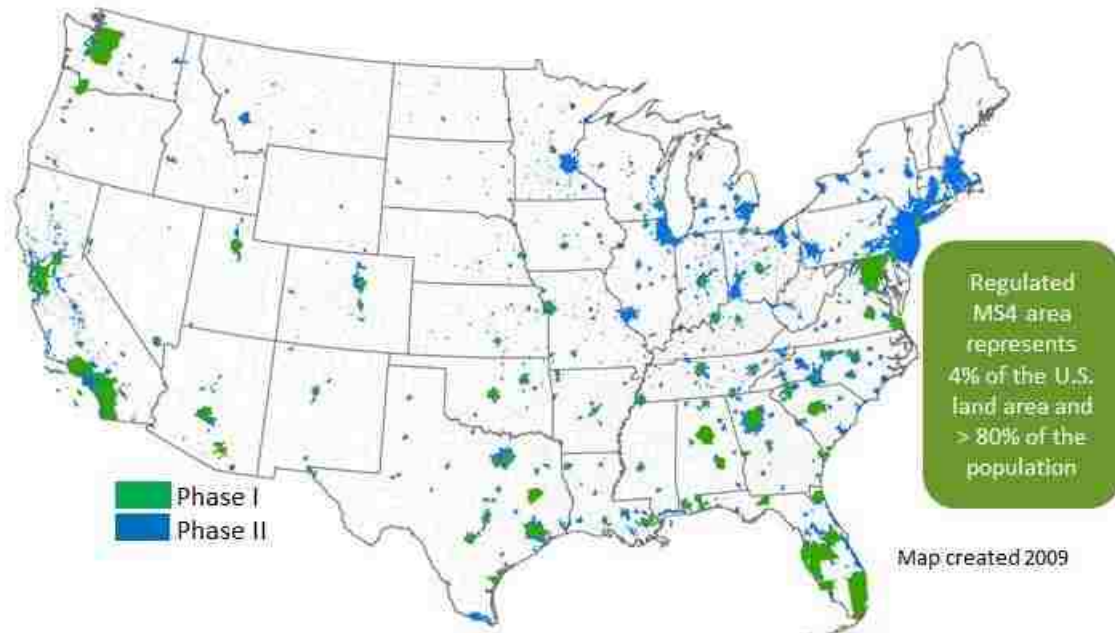 Regulated
MS4 area
represents
4% of the U.S.
land area and
> 80% of the
population
Phase I
Phase II
Map created 2009